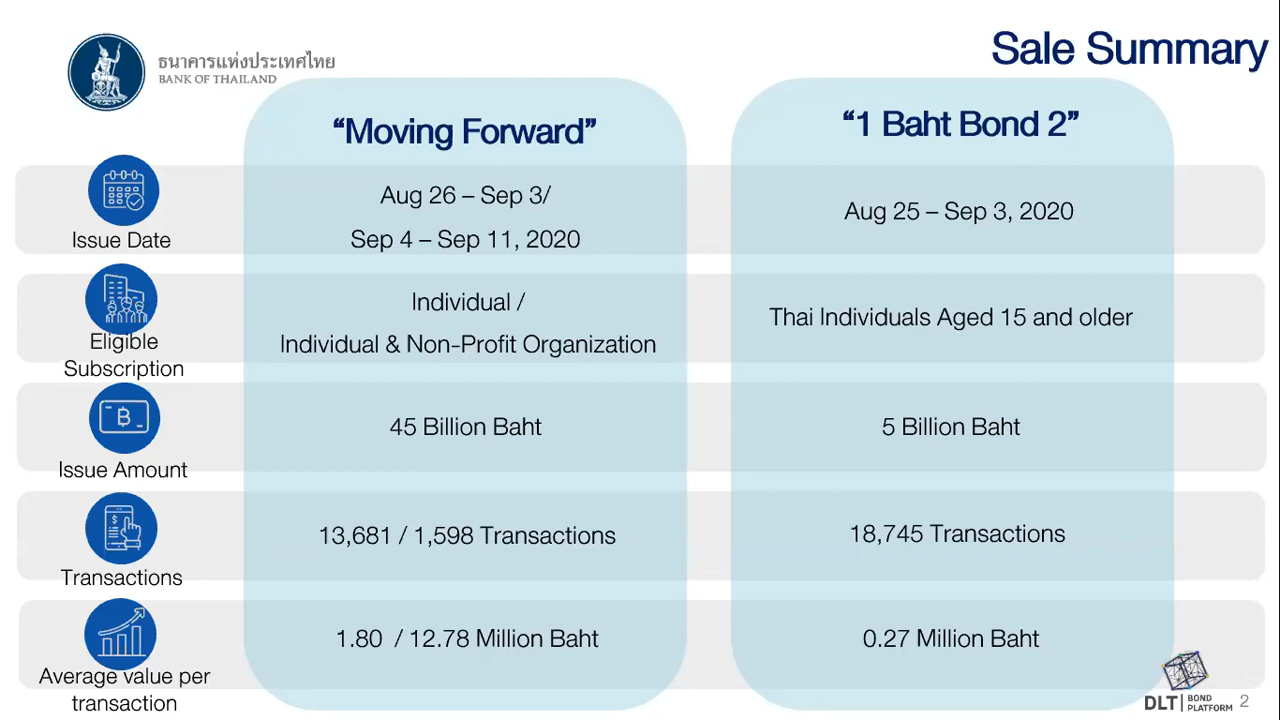 ธนาคารแห่งประเทศไทย
BANK OF THAILAND
Sale Summary
“Moving Forward”
“1 Baht Bond 2”
Issue Date
Aug 26 – Sep 3/
Sep 4 – Sep 11, 2020
Aug 25 – Sep 3, 2020
Eligible
Subscription
Individual /
Individual & Non-Profit Organization
Thai Individuals Aged 15 and older
Issue Amount
45 Billion Baht
5 Billion Baht
Transactions
13,681 / 1,598 Transactions
18,745 Transactions
Average value per
transaction
1.80 / 12.78 Million Baht
0.27 Million Baht
DLT BOND
PLATFORM
2